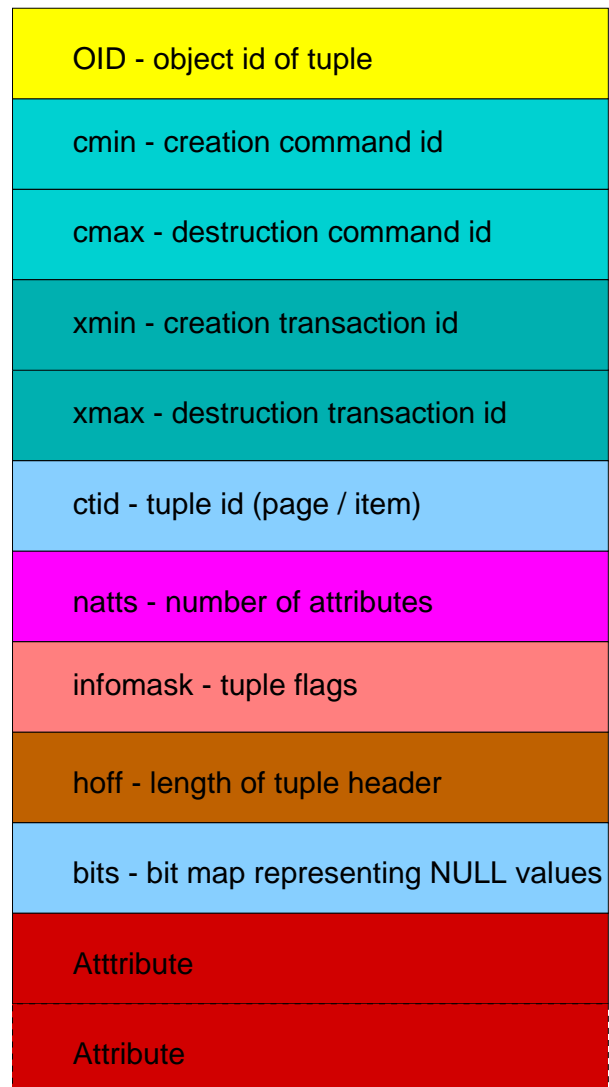 OID - object id of tuple
cmin - creation command id
cmax - destruction command id
xmin - creation transaction id
xmax - destruction transaction id
ctid - tuple id (page / item)
natts - number of attributes
infomask - tuple flags
hoff - length of tuple header
bits - bit map representing NULL values
Atttribute
Attribute